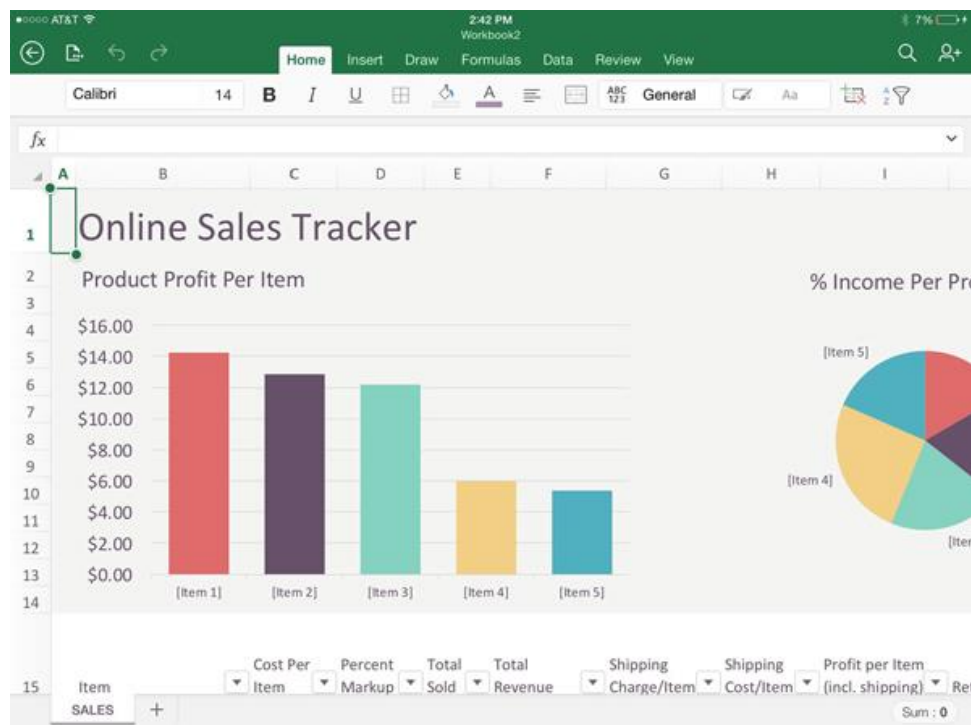 AT&T 2:42 PM 7%
Workbook2
Home Insert Draw Formulas Data Review View
Calibri 14 B I U A ABC 123 General Aa A Z
fx
A B C D E F G H I
1 Online Sales Tracker
2 Product Profit Per Item % Income Per Pro
3
4 $16.00
5 $14.00 [Item 5]
6 $12.00
7 $10.00
8 $8.00
9 $6.00 [Item 4]
10
11 $4.00
12 $2.00 [Iter
13 $0.00
14 [Item 1] [Item 2] [Item 3] [Item 4] [Item 5]
Cost Per Percent Total Total Shipping Shipping Profit per Item
15 Item Item Markup Sold Revenue Charge/Item Cost/Item (incl. shipping) Re
SALES + Sum : 0